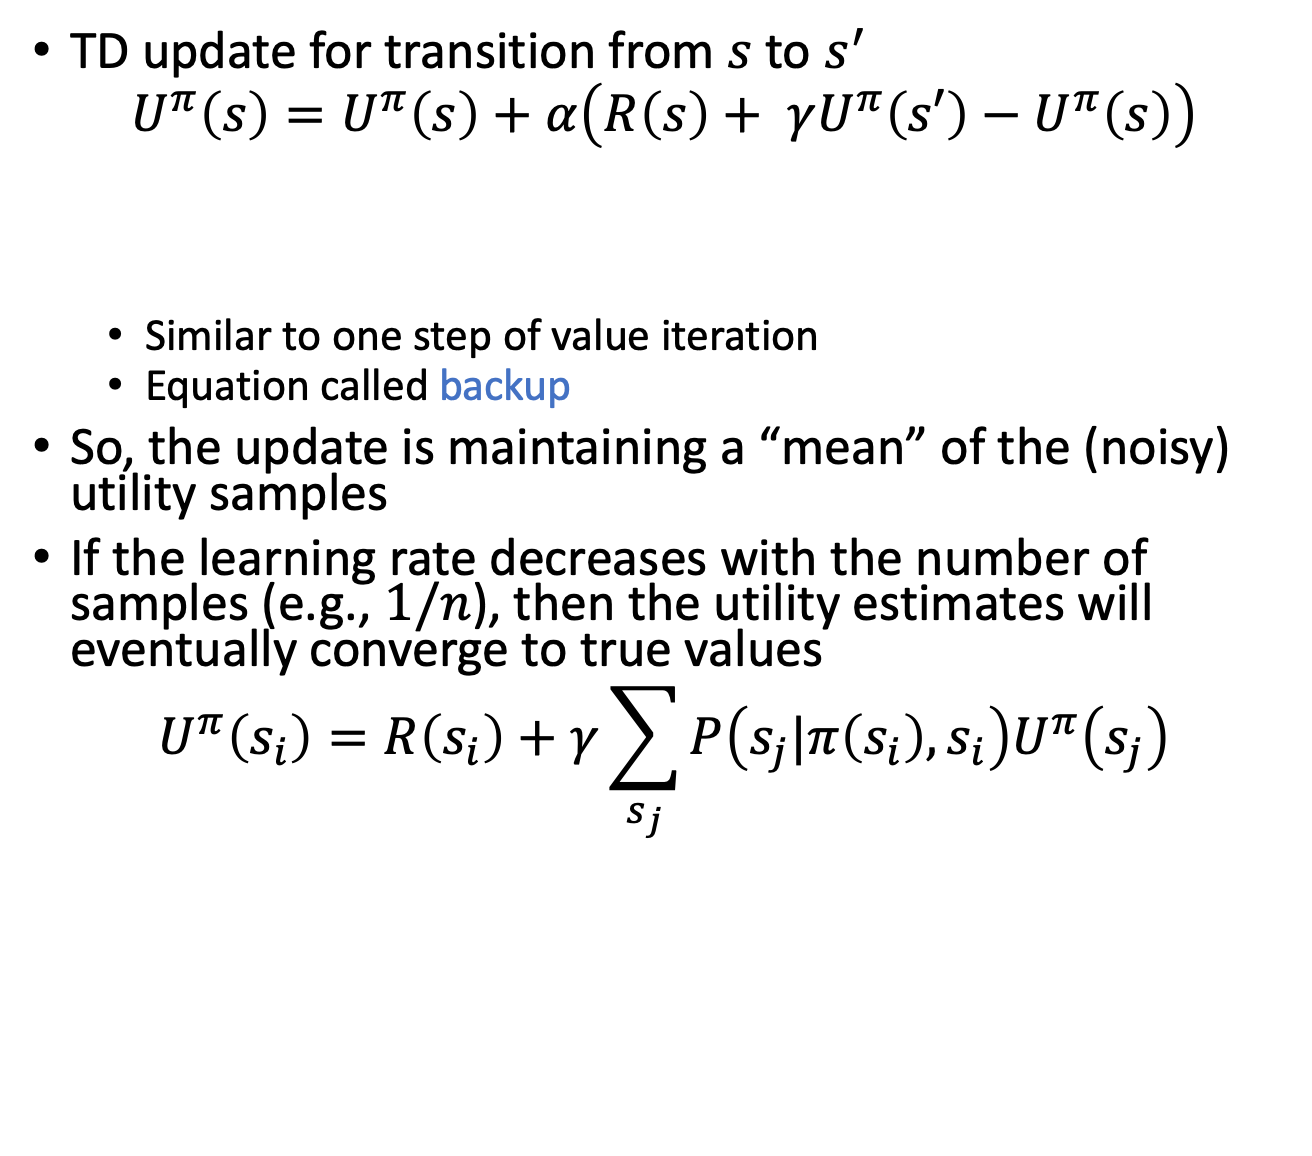 • TD update for transition from 𝑠 to 𝑠′
𝑈^𝜋(𝑠) = 𝑈^𝜋(𝑠) + 𝛼(𝑅(𝑠) + 𝛾𝑈^𝜋(𝑠′) − 𝑈^𝜋(𝑠))
• Similar to one step of value iteration
• Equation called backup
• So, the update is maintaining a “mean” of the (noisy)
utility samples
• If the learning rate decreases with the number of
samples (e.g., 1/𝑛), then the utility estimates will
eventually converge to true values
𝑈^𝜋(𝑠_𝑖) = 𝑅(𝑠_𝑖) + 𝛾 ∑_{𝑠_𝑗} 𝑃(𝑠_𝑗|𝜋(𝑠_𝑖), 𝑠_𝑖)𝑈^𝜋(𝑠_𝑗)